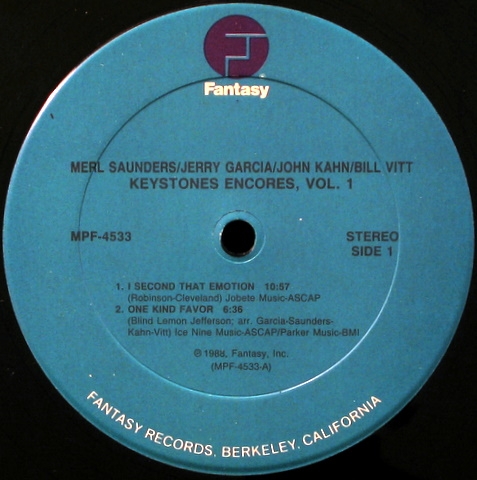 Fantasy
MERL SAUNDERS/JERRY GARCIA/JOHN KAHN/BILL VITT
KEYSTONES ENCORES, VOL. 1
MPF-4533
STEREO
SIDE 1
1. I SECOND THAT EMOTION 10:57
(Robinson-Cleveland) Jobete Music-ASCAP
2. ONE KIND FAVOR 6:36
(Blind Lemon Jefferson; arr. Garcia-Saunders-
Kahn-Vitt) Ice Nine Music-ASCAP/Parker Music-BMI
℗ 1988, Fantasy, Inc.
(MPF-4533-A)
FANTASY RECORDS, BERKELEY, CALIFORNIA